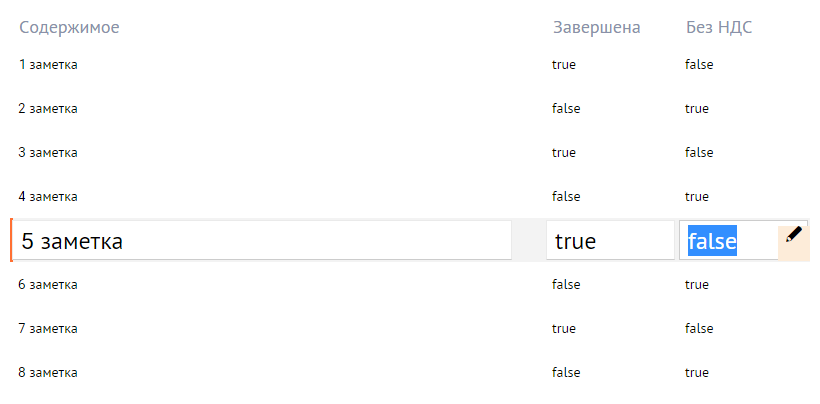 Содержимое Завершена Без НДС
1 заметка true false
2 заметка false true
3 заметка true false
4 заметка false true
5 заметка true false
6 заметка false true
7 заметка true false
8 заметка false true